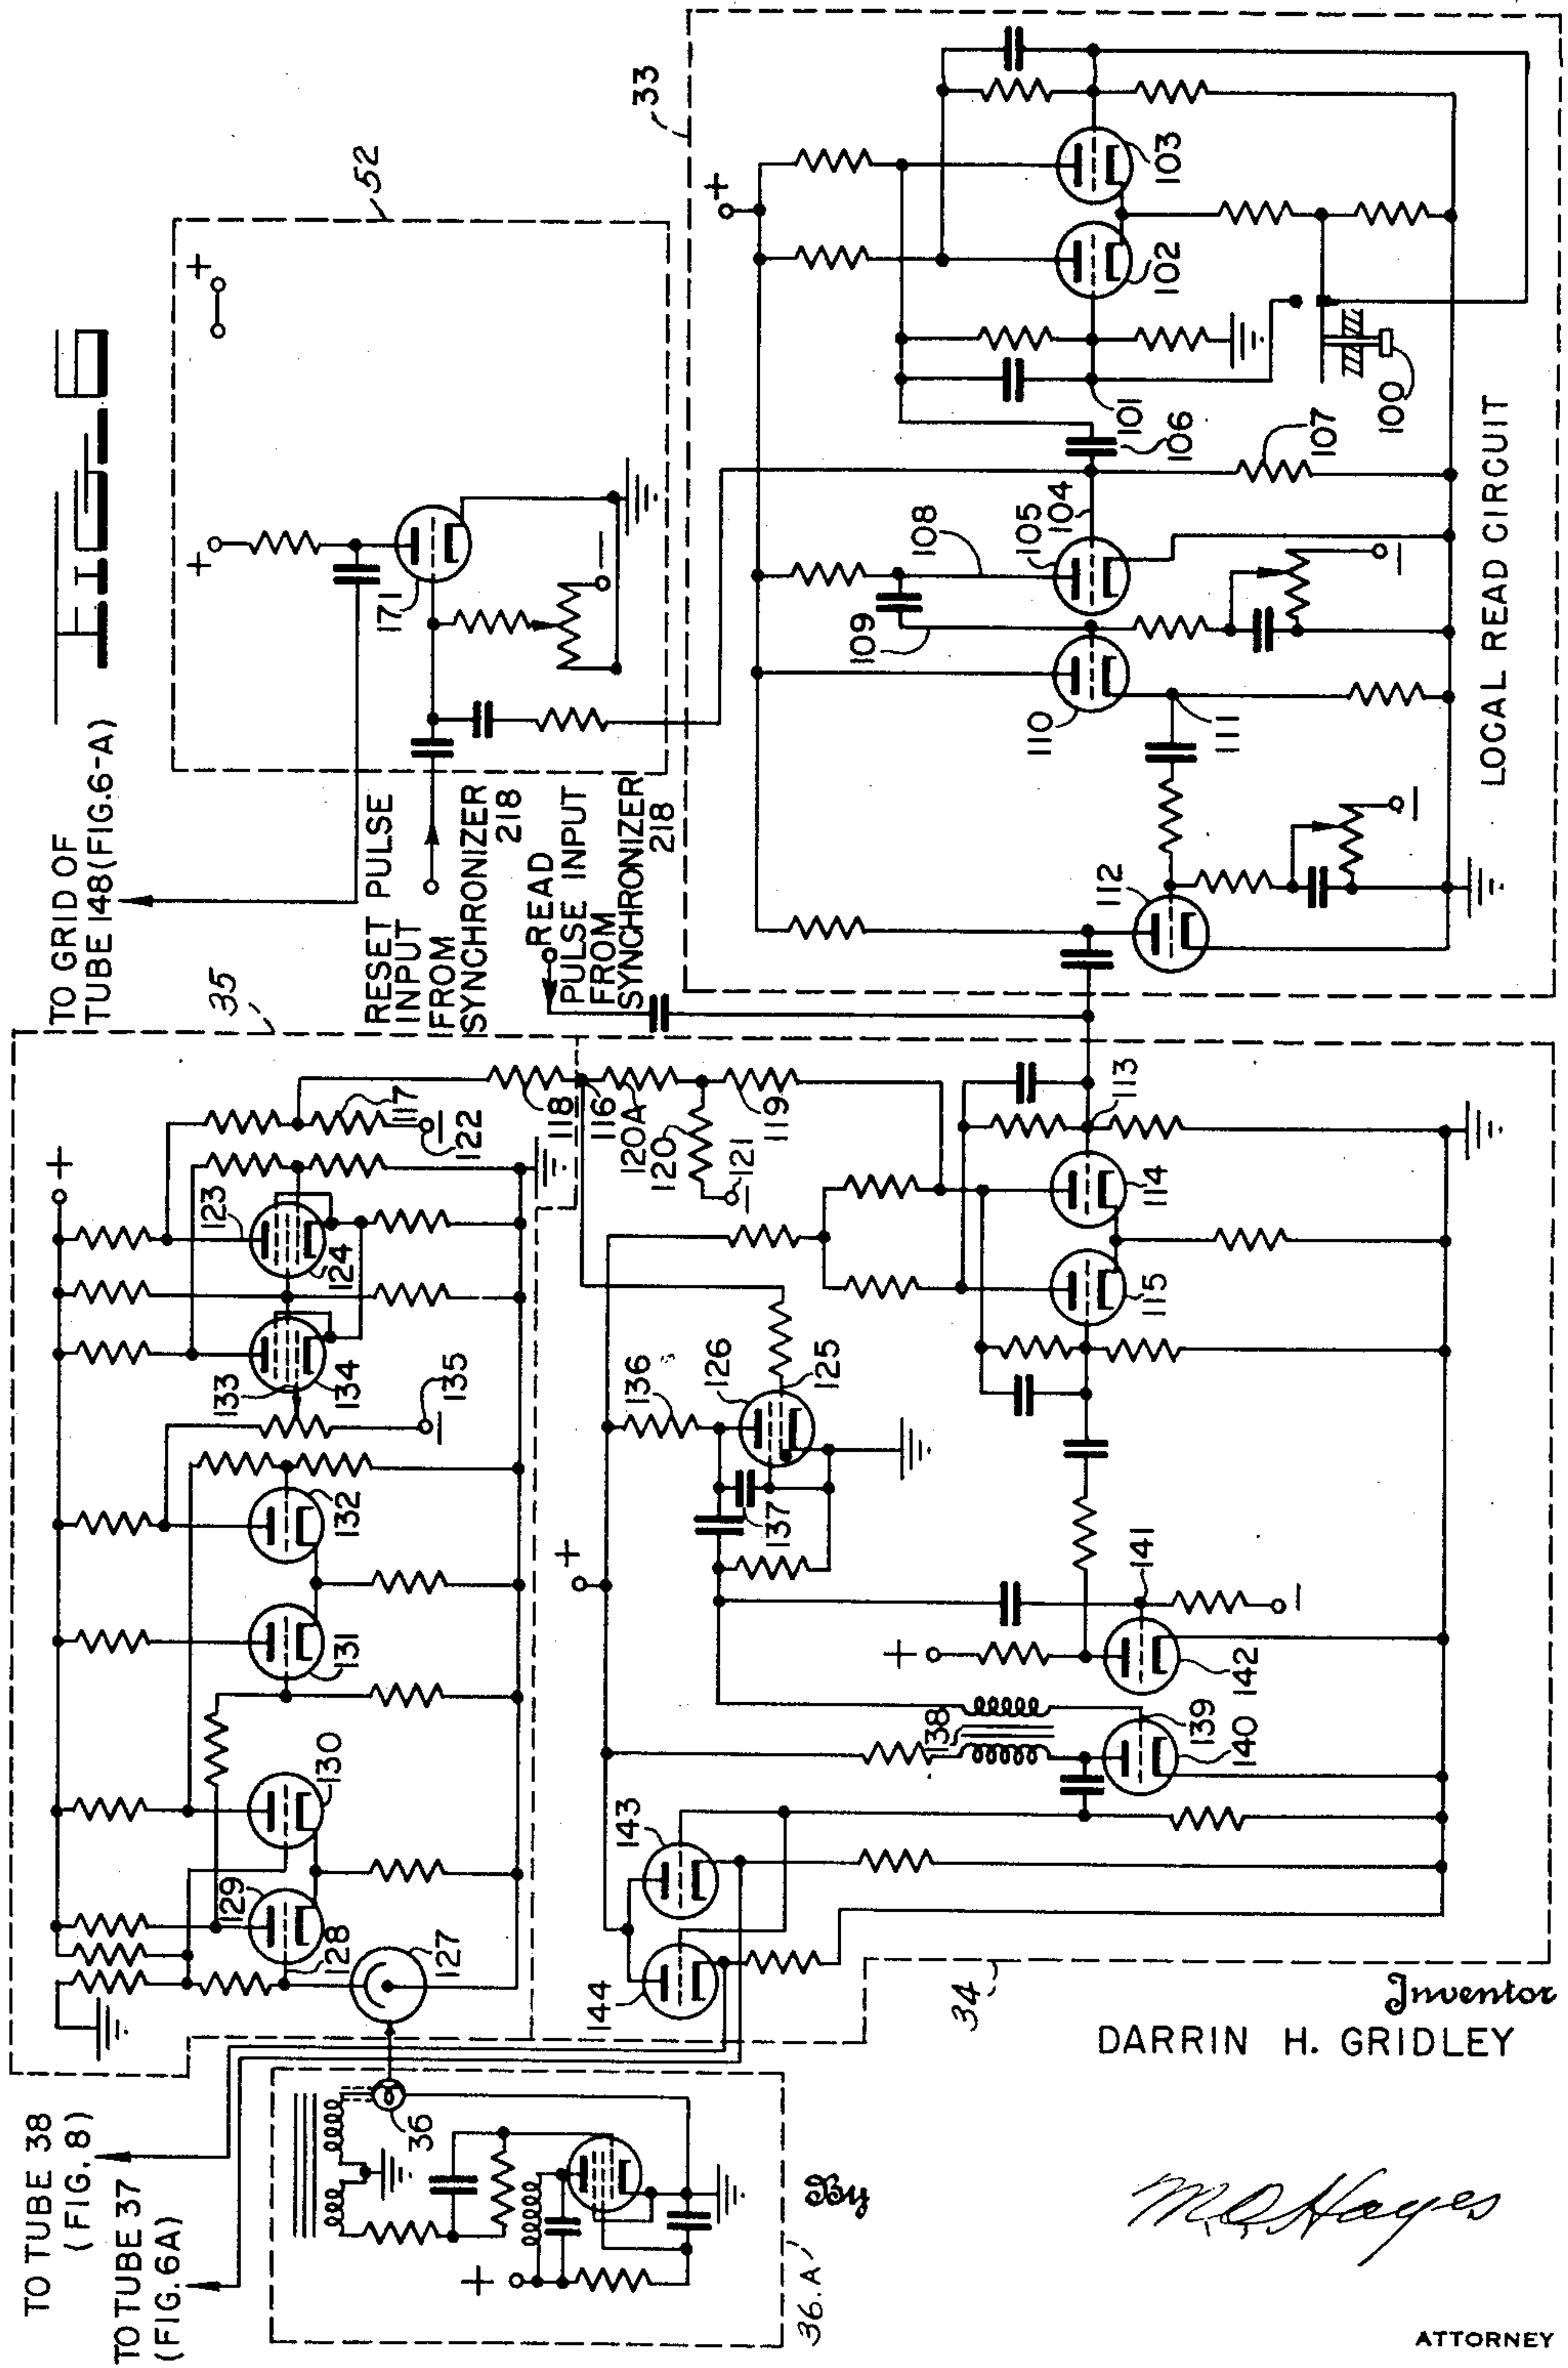 FIG. 6
TO GRID OF
TUBE 148 (FIG. 6-A)
RESET PULSE
INPUT
FROM
SYNCHRONIZER
218
READ
PULSE INPUT
FROM
SYNCHRONIZER
218
52
+
+
171
−
33
+
103
102
101
106
100
107
104
105
108
109
110
111
112
−
−
LOCAL READ CIRCUIT
35
+
117
122
−
118
116
120A
120
119
121
−
123
124
133
134
135
−
132
131
130
129
128
127
113
114
115
136
126
125
137
+
141
+
−
142
138
139
140
143
144
34
TO TUBE 38
(FIG. 8)
TO TUBE 37
(FIG. 6A)
36
+
36.A
Inventor
DARRIN H. GRIDLEY
By
M.O. Hayes
ATTORNEY